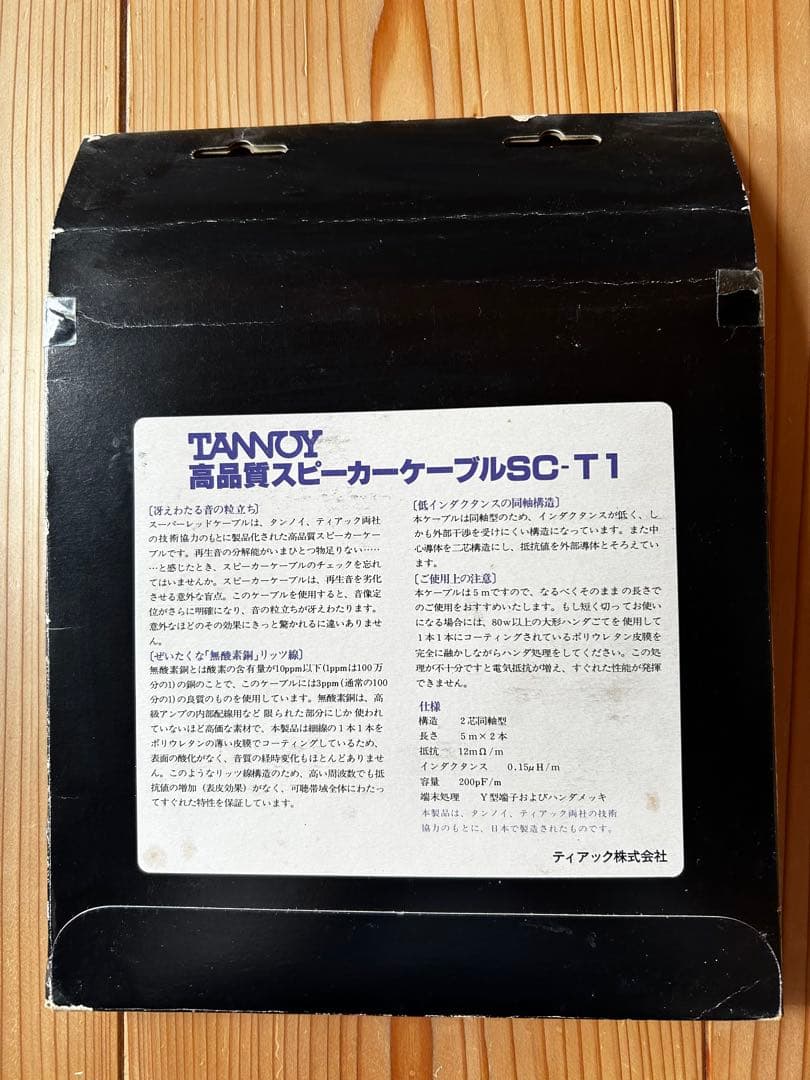 TANNOY
高品質スピーカーケーブルSC-T1
〔冴えわたる音の粒立ち〕
スーパーレッドケーブルは、タンノイ、ティアック両社
の技術協力のもとに製品化された高品質スピーカーケー
ブルです。再生音の分解能がいまひとつ物足りない……
…と感じたとき、スピーカーケーブルのチェックを忘れ
てはいませんか。スピーカーケーブルは、再生音を劣化
させる意外な盲点。このケーブルを使用すると、音像定
位がさらに明確になり、音の粒立ちが冴えわたります。
意外なほどのその効果にきっと驚かれるに違いありませ
ん。
〔ぜいたくな「無酸素銅」リッツ線〕
無酸素銅とは酸素の含有量が10ppm以下(1ppmは100万
分の1)の銅のことで、このケーブルには3ppm(通常の100
分の1)の良質のものを使用しています。無酸素銅は、高
級アンプの内部配線用など限られた部分にしか使われ
ていないほど高価な素材で、本製品は細線の1本1本を
ポリウレタンの薄い皮膜でコーティングしているため、
表面の酸化がなく、音質の経時変化もほとんどありませ
ん。このようなリッツ線構造のため、高い周波数でも抵
抗値の増加(表皮効果)がなく、可聴帯域全体にわたっ
てすぐれた特性を保証しています。
〔低インダクタンスの同軸構造〕
本ケーブルは同軸型のため、インダクタンスが低く、し
かも外部干渉を受けにくい構造になっています。また中
心導体を二芯構造にし、抵抗値を外部導体とそろえてい
ます。
〔ご使用上の注意〕
本ケーブルは5mですので、なるべくそのままの長さで
のご使用をおすすめいたします。もし短く切ってお使い
になる場合には、80w以上の大形ハンダごてを使用して
1本1本にコーティングされているポリウレタン皮膜を
完全に融かしながらハンダ処理をしてください。この処
理が不十分ですと電気抵抗が増え、すぐれた性能が発揮
できません。
仕様
構造 2芯同軸型
長さ 5m×2本
抵抗 12mΩ/m
インダクタンス 0.15μH/m
容量 200pF/m
端末処理 Y型端子およびハンダメッキ
本製品は、タンノイ、ティアック両社の技術
協力のもとに、日本で製造されたものです。
ティアック株式会社